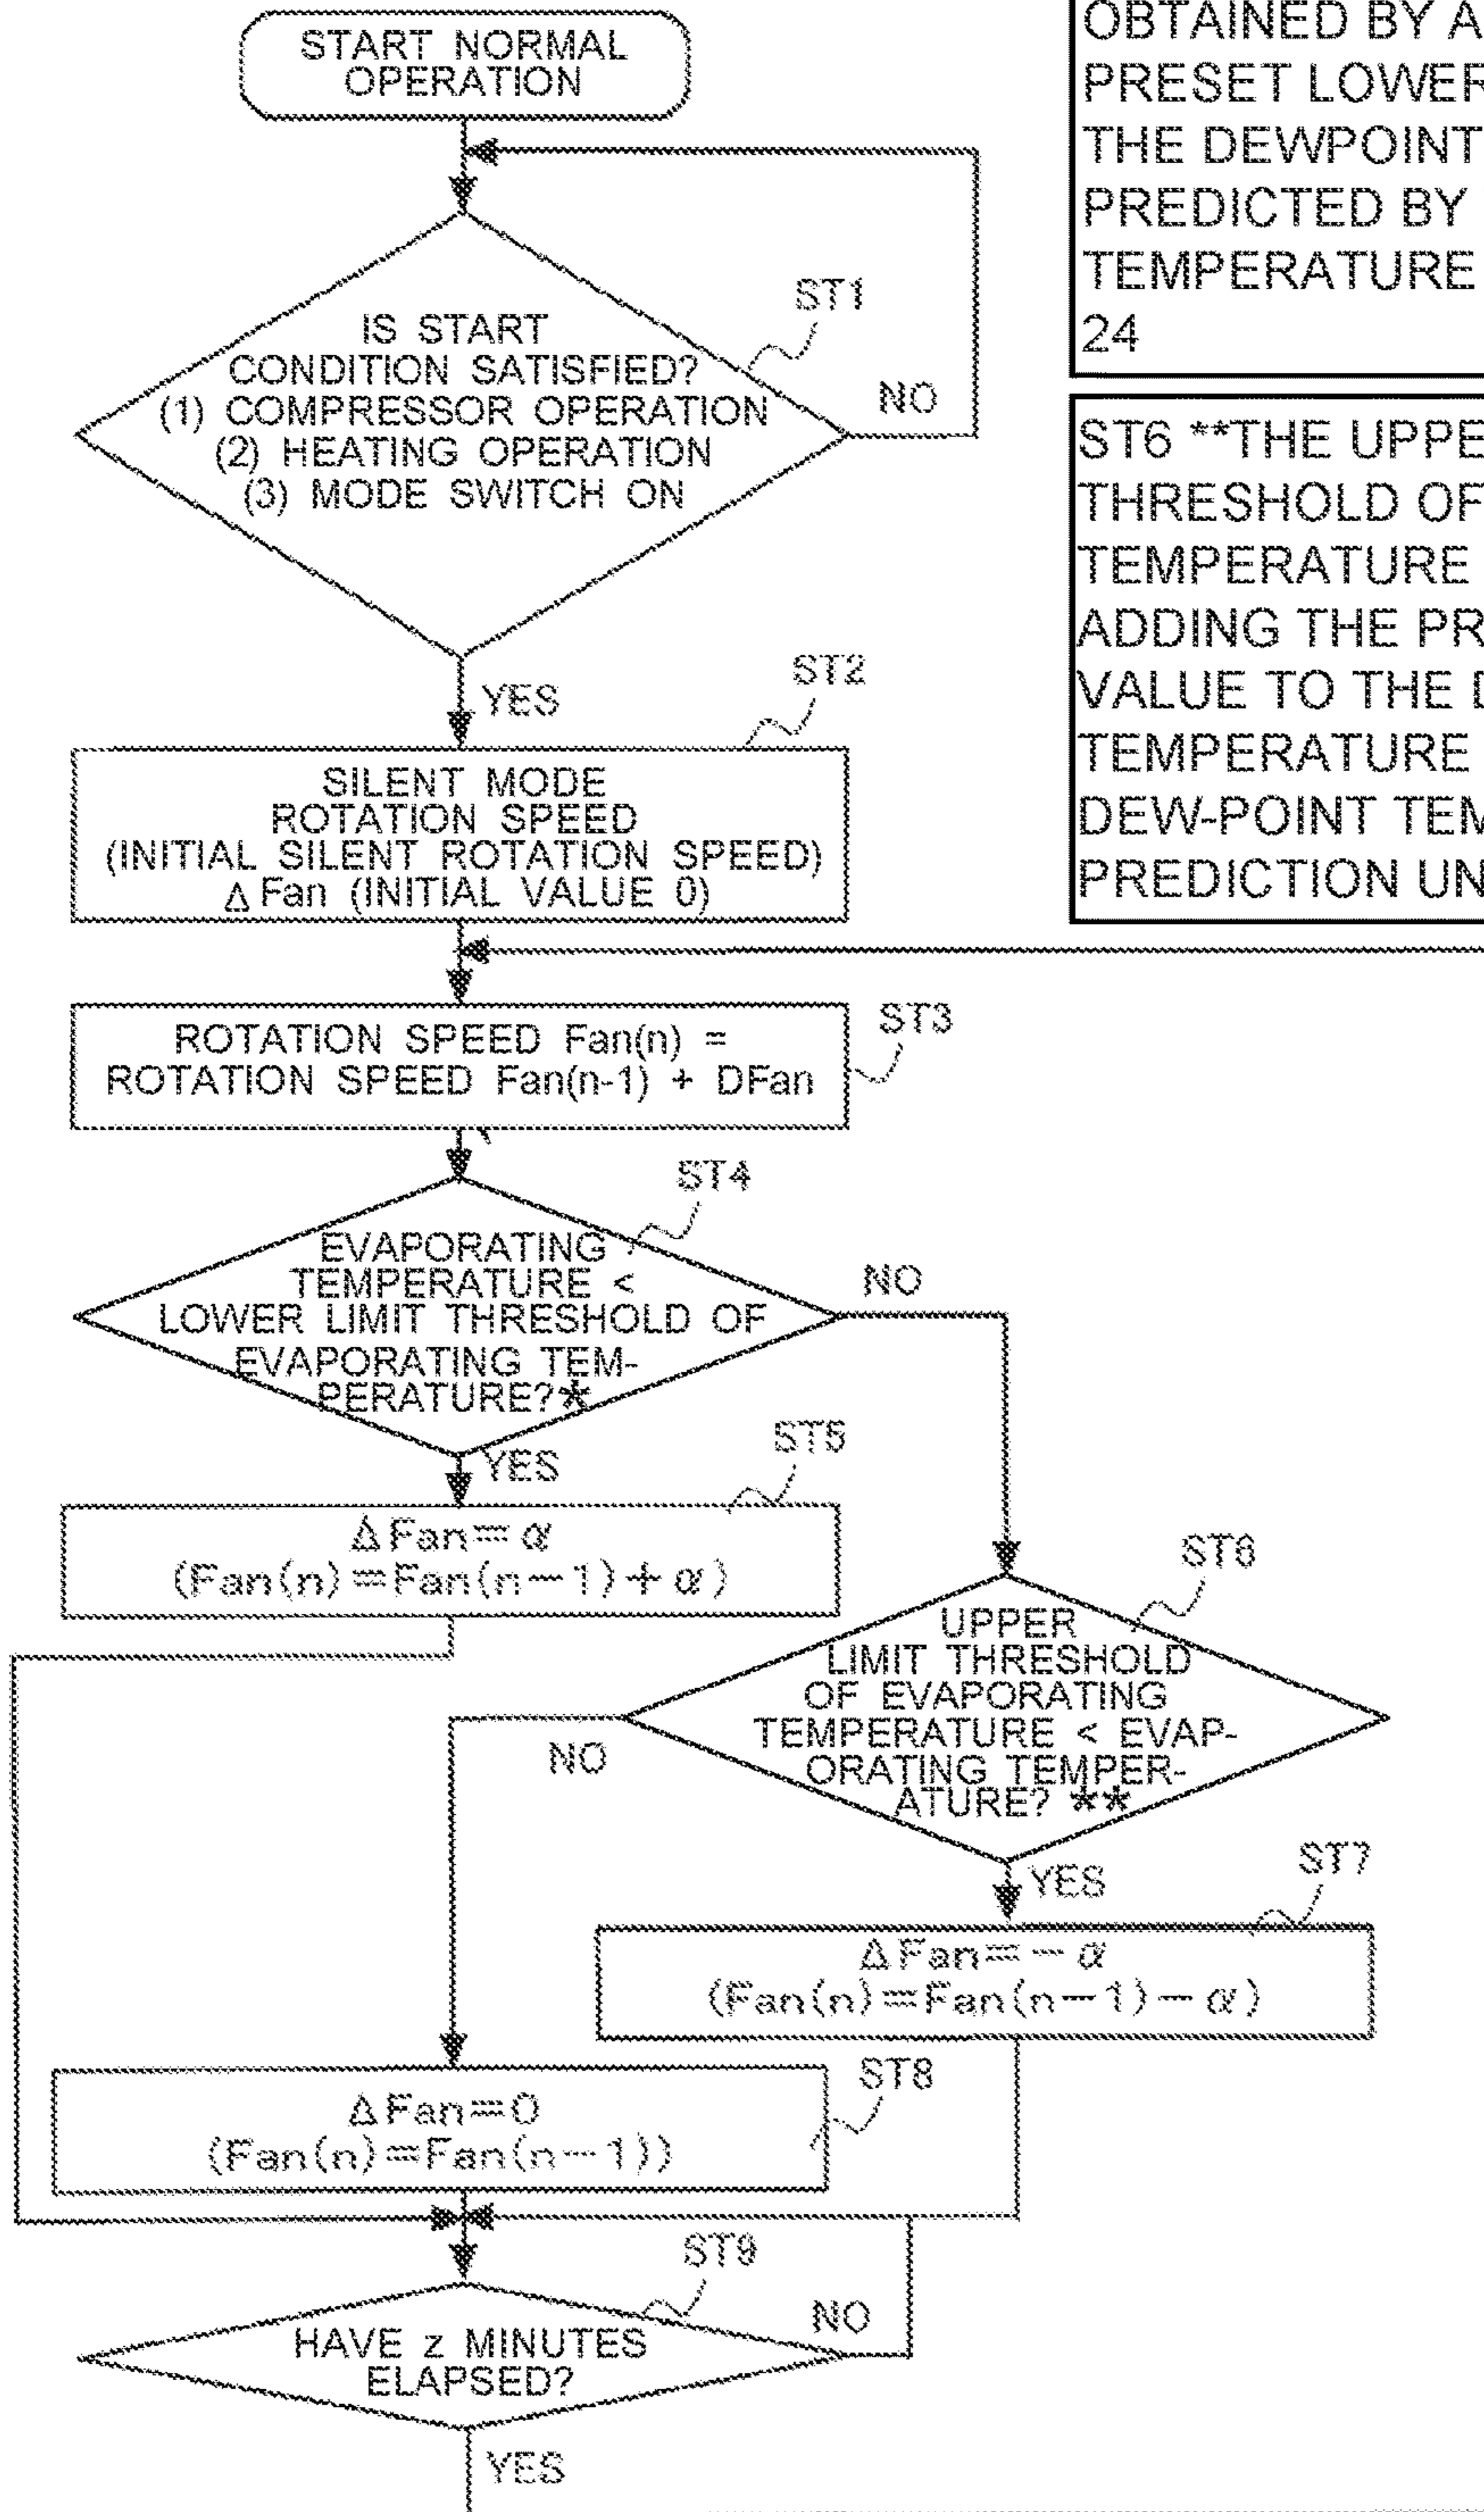 START NORMAL
OPERATION
ST1
IS START
CONDITION SATISFIED?
(1) COMPRESSOR OPERATION
(2) HEATING OPERATION
(3) MODE SWITCH ON
NO
YES
ST2
SILENT MODE
ROTATION SPEED
(INITIAL SILENT ROTATION SPEED)
Δ Fan (INITIAL VALUE 0)
ST3
ROTATION SPEED Fan(n) =
ROTATION SPEED Fan(n-1) + DFan
ST4
EVAPORATING
TEMPERATURE <
LOWER LIMIT THRESHOLD OF
EVAPORATING TEM-
PERATURE?*
NO
YES
ST5
Δ Fan=α
(Fan(n)=Fan(n-1)+α)
ST6
UPPER
LIMIT THRESHOLD
OF EVAPORATING
TEMPERATURE < EVAP-
ORATING TEMPER-
ATURE? **
NO
YES
ST7
Δ Fan=-α
(Fan(n)=Fan(n-1)-α)
ST8
Δ Fan=0
(Fan(n)=Fan(n-1))
ST9
HAVE z MINUTES
ELAPSED?
NO
YES
OBTAINED BY A
PRESET LOWER
THE DEWPOINT
PREDICTED BY
TEMPERATURE
24
ST6 **THE UPPE
THRESHOLD OF
TEMPERATURE
ADDING THE PR
VALUE TO THE D
TEMPERATURE
DEW-POINT TEM
PREDICTION UN